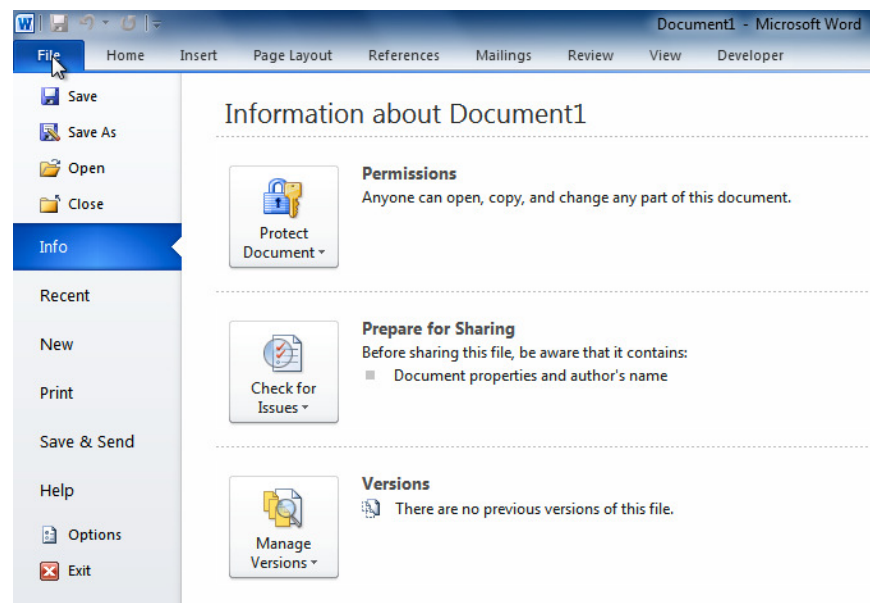 W Document1 - Microsoft Word
File Home Insert Page Layout References Mailings Review View Developer
Save
Save As
Open
Close
Info
Recent
New
Print
Save & Send
Help
Options
Exit
Information about Document1
Protect
Document
Permissions
Anyone can open, copy, and change any part of this document.
Check for
Issues
Prepare for Sharing
Before sharing this file, be aware that it contains:
Document properties and author's name
Manage
Versions
Versions
There are no previous versions of this file.